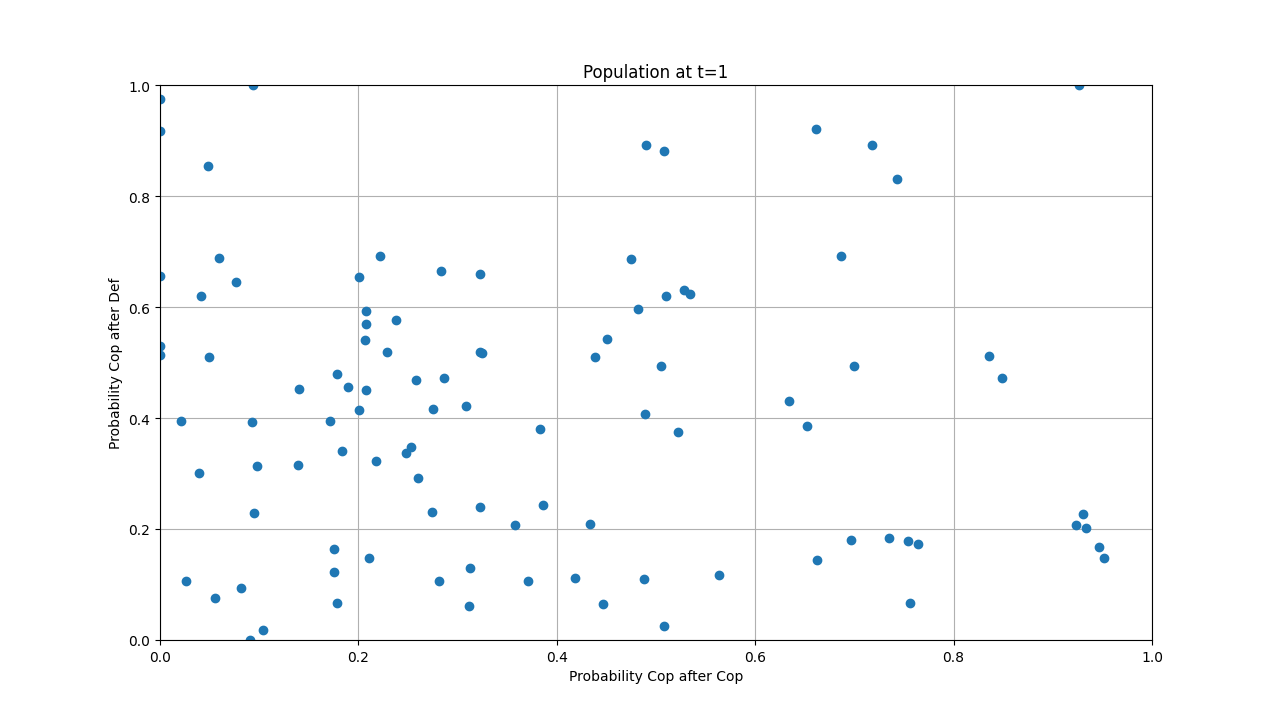 Population at t=1
1.0
0.8
0.6
0.4
0.2
0.0
Probability Cop after Def
0.0 0.2 0.4 0.6 0.8 1.0
Probability Cop after Cop